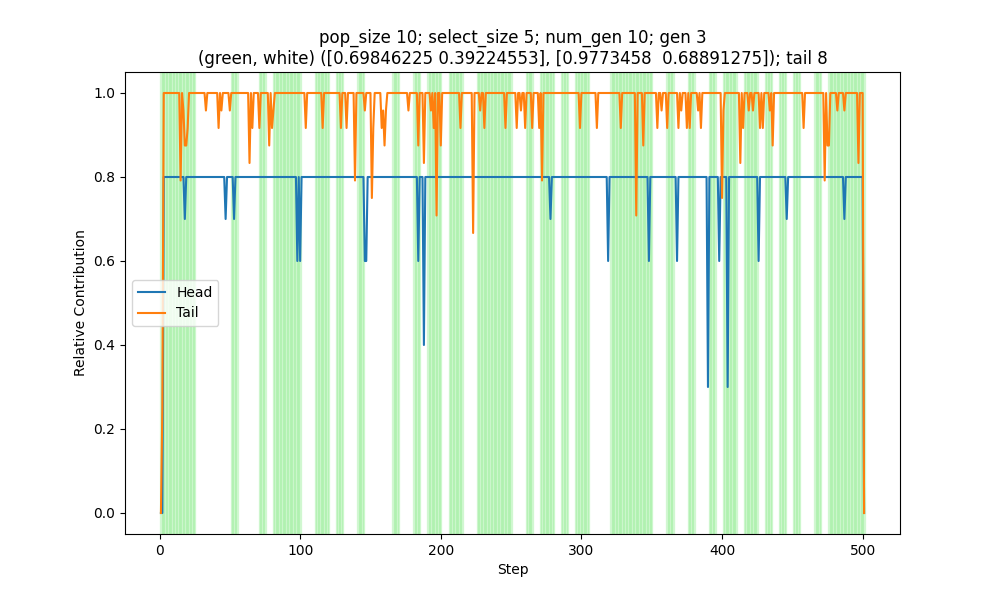 pop_size 10; select_size 5; num_gen 10; gen 3
(green, white) ([0.69846225 0.39224553], [0.9773458  0.68891275]); tail 8
1.0
0.8
0.6
0.4
0.2
0.0
Relative Contribution
Head
Tail
0
100
200
300
400
500
Step